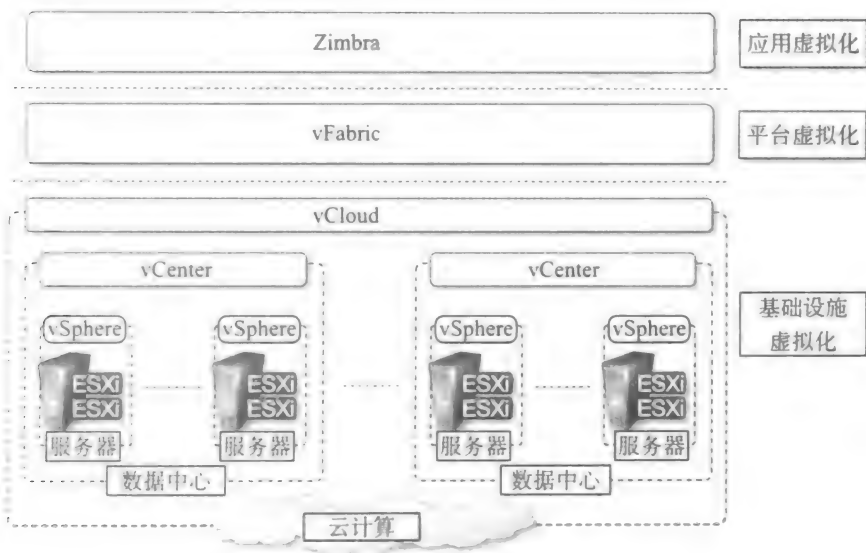 Zimbra
应用虚拟化
vFabric
平台虚拟化
vCloud
vCenter
vCenter
vSphere
vSphere
vSphere
vSphere
基础设施
虚拟化
ESXi
ESXi
ESXi
ESXi
ESXi
ESXi
ESXi
ESXi
服务器
服务器
服务器
服务器
数据中心
数据中心
云计算